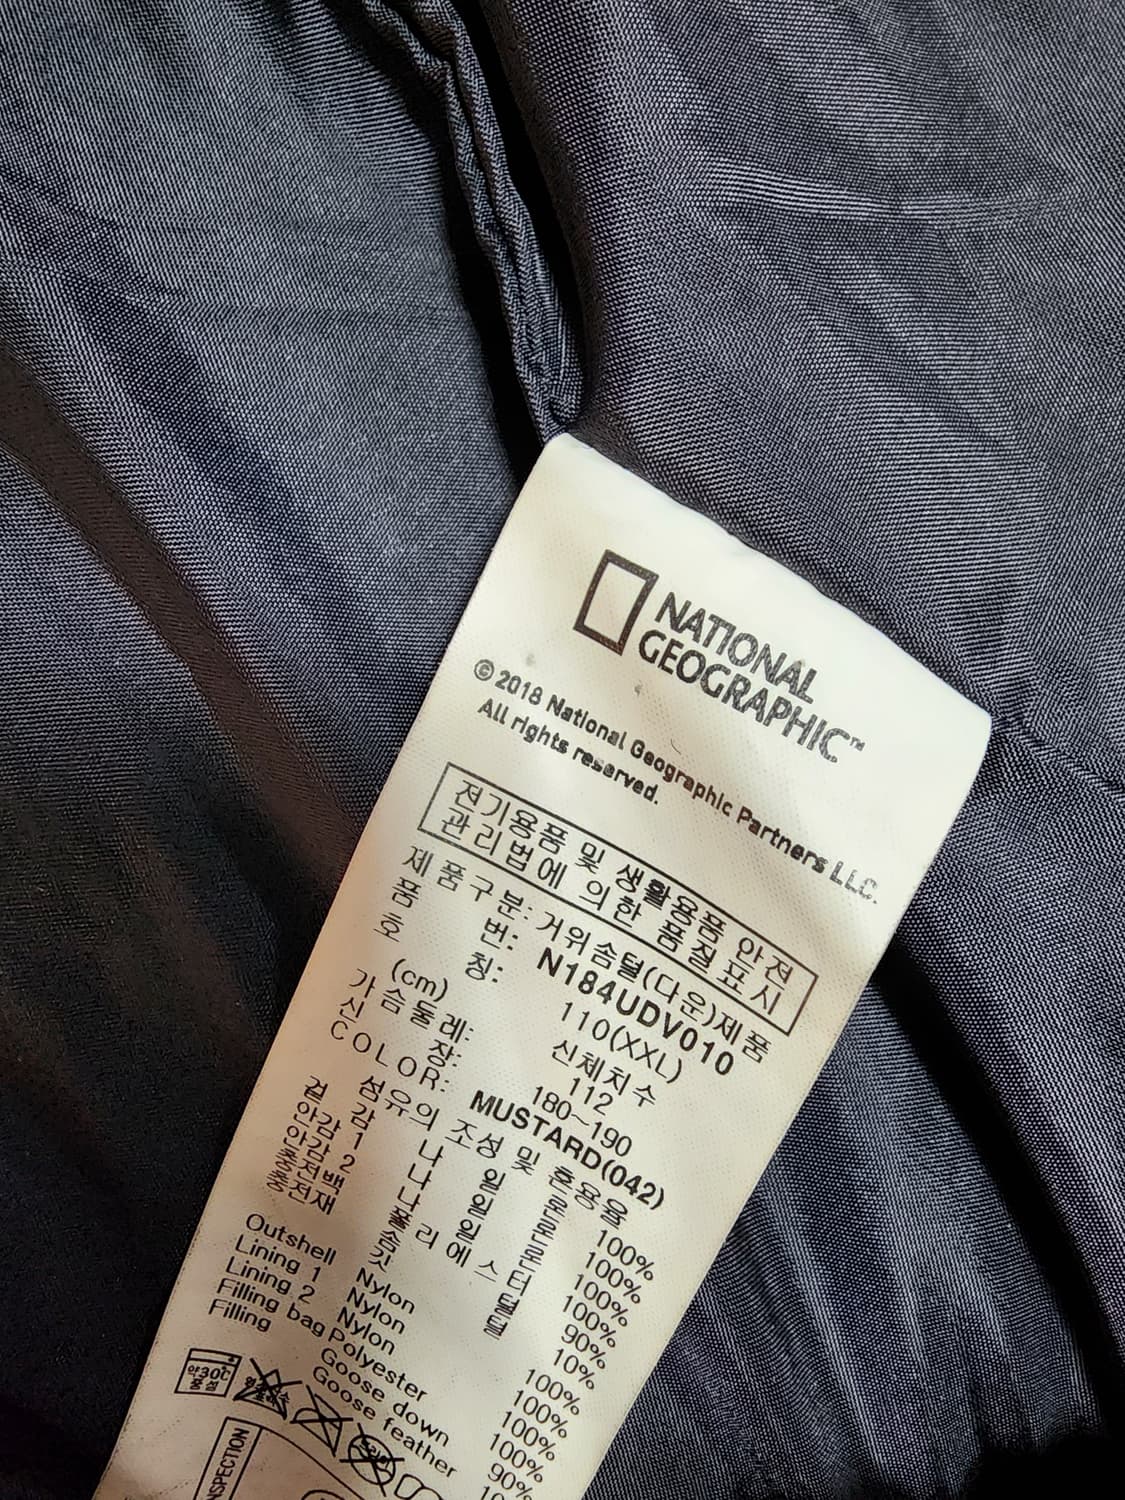 NATIONAL
GEOGRAPHIC™
© 2018 National Geographic Partners LLC.
All rights reserved.
전기용품 및 생활용품 안전
관리법에 의한 품질표시
제품구분: 거위솜털(다운)제품
품 번: N184UDV010
호 칭: 110(XXL)
(cm) 신체치수
가슴둘레: 112
신 장: 180~190
COLOR: MUSTARD(042)
섬유의 조성 및 혼용율
겉 감 나 일 론 100%
안감 1 나 일 론 100%
안감 2 나 일 론 100%
충전백 폴리에스터 100%
충전재 솜털 90%
깃털 10%
Outshell Nylon 100%
Lining 1 Nylon 100%
Lining 2 Nylon 100%
Filling bag Polyester 100%
Filling Goose down 90%
Goose feather
약30℃
중성